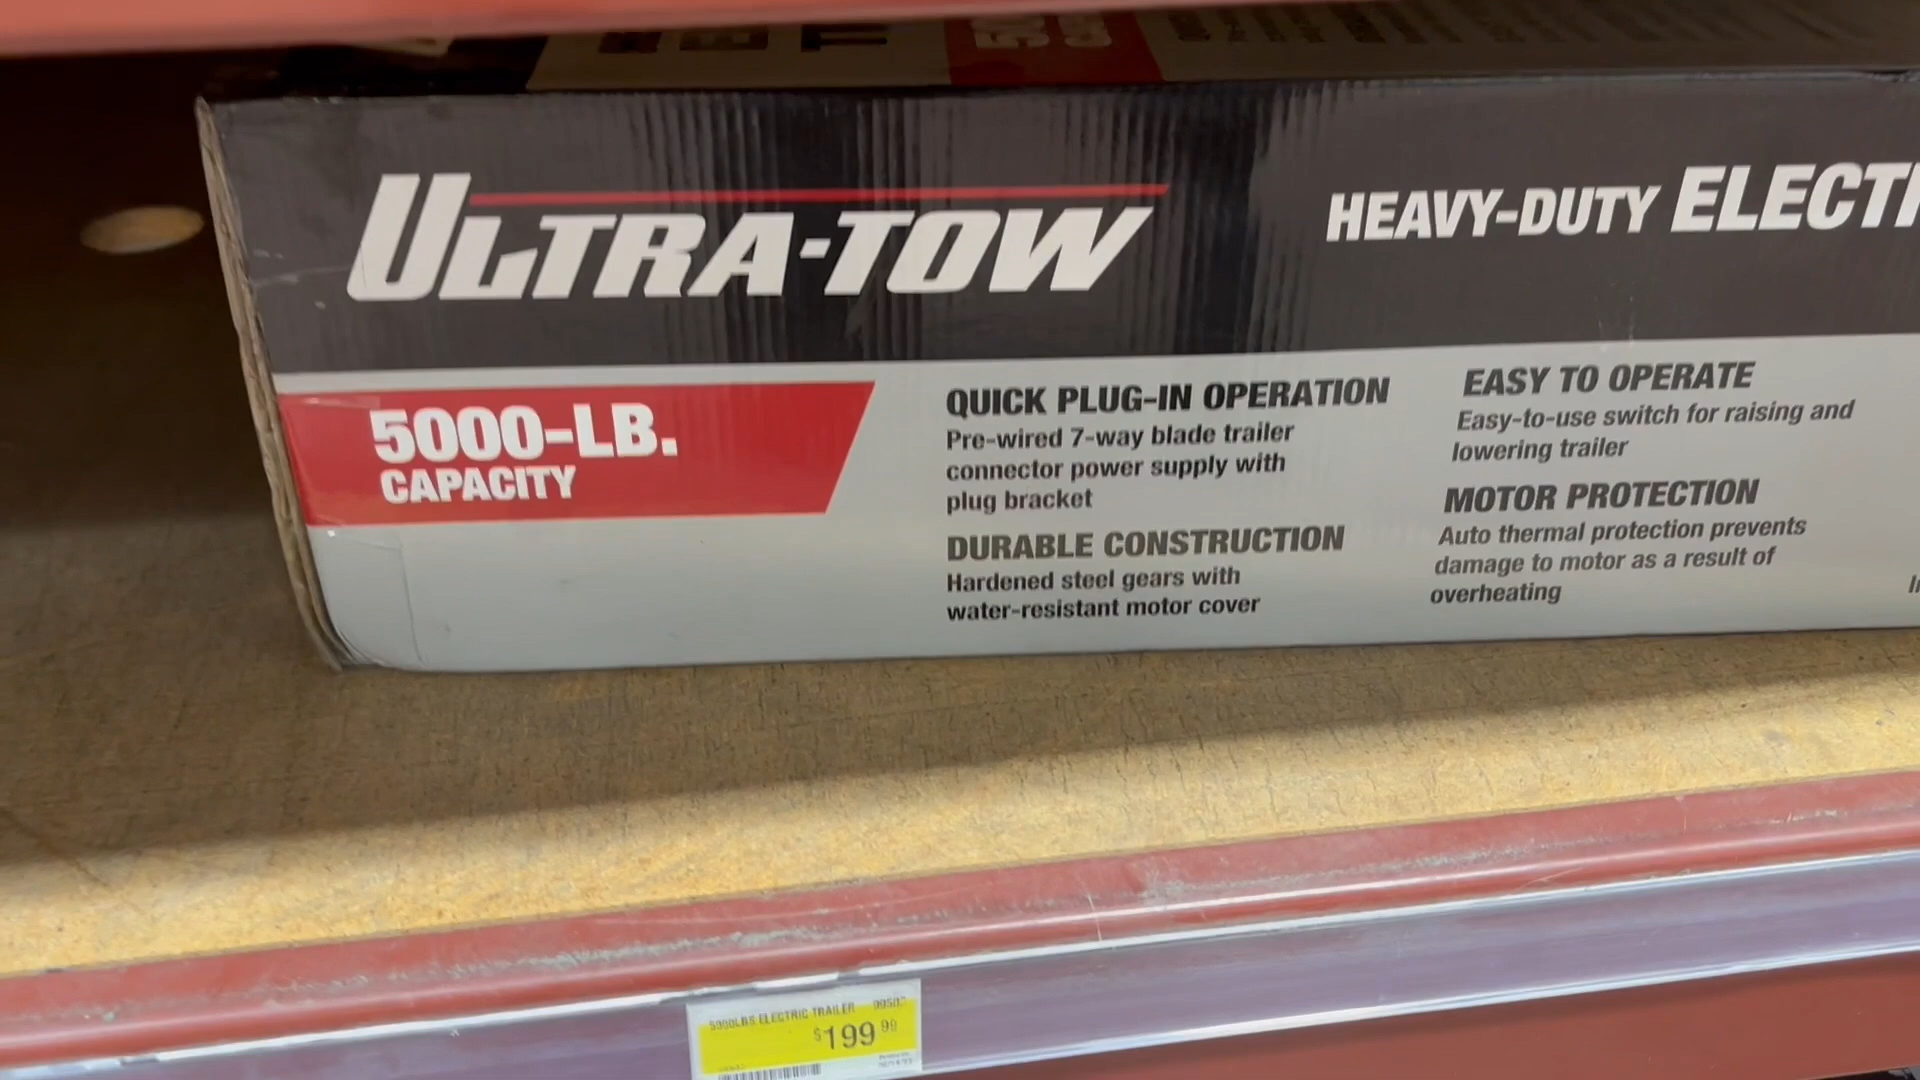 ULTRA-TOW
HEAVY-DUTY ELECTR
5000-LB.
CAPACITY
QUICK PLUG-IN OPERATION
Pre-wired 7-way blade trailer
connector power supply with
plug bracket
DURABLE CONSTRUCTION
Hardened steel gears with
water-resistant motor cover
EASY TO OPERATE
Easy-to-use switch for raising and
lowering trailer
MOTOR PROTECTION
Auto thermal protection prevents
damage to motor as a result of
overheating
5000LBS ELECTRIC TRAILER
$199.99